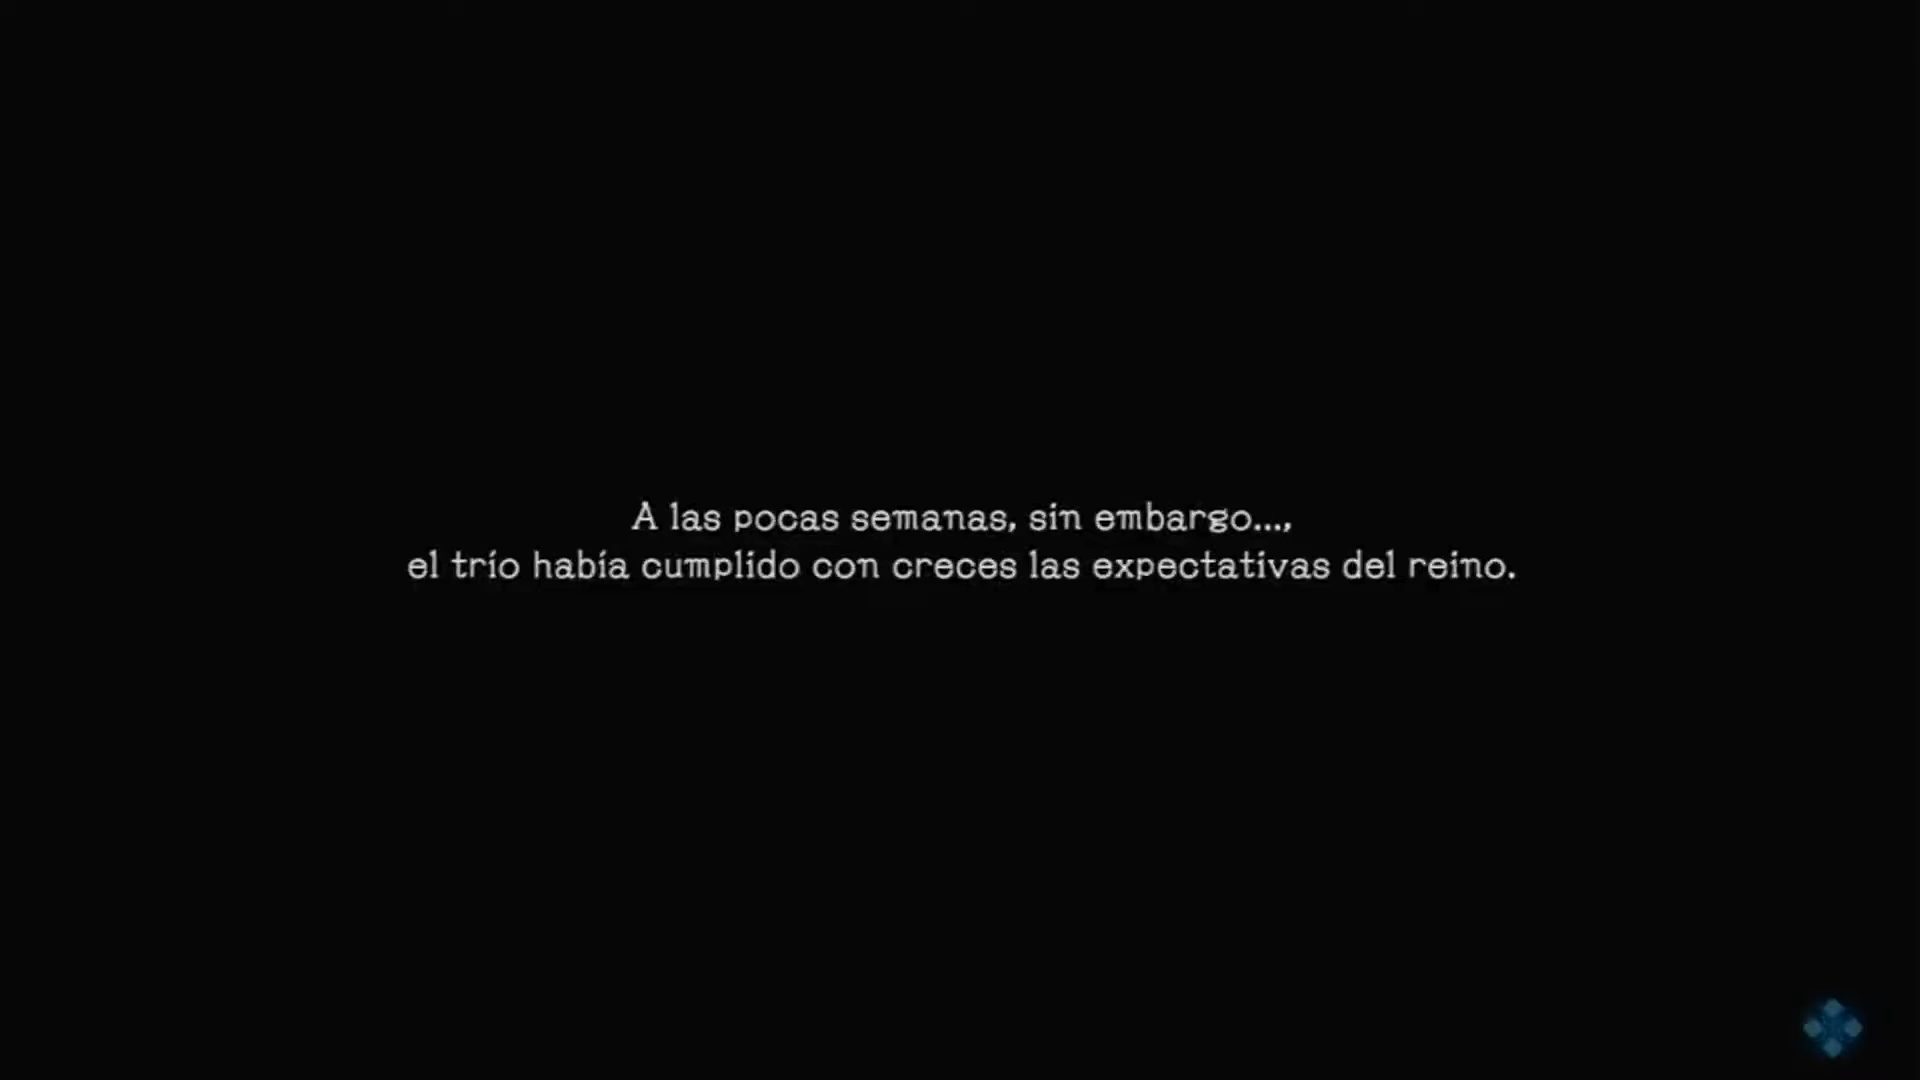 A las pocas semanas, sin embargo...,
el trío había cumplido con creces las expectativas del reino.